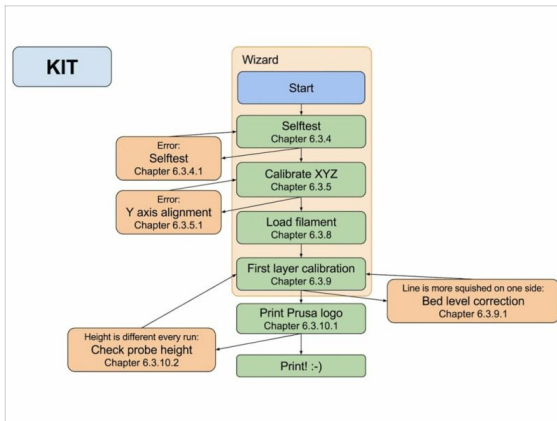 KIT
Wizard
Start
Selftest
Chapter 6.3.4
Error:
Selftest
Chapter 6.3.4.1
Calibrate XYZ
Chapter 6.3.5
Error:
Y axis alignment
Chapter 6.3.5.1
Load filament
Chapter 6.3.8
First layer calibration
Chapter 6.3.9
Line is more squished on one side:
Bed level correction
Chapter 6.3.9.1
Print Prusa logo
Chapter 6.3.10.1
Height is different every run:
Check probe height
Chapter 6.3.10.2
Print! :-)